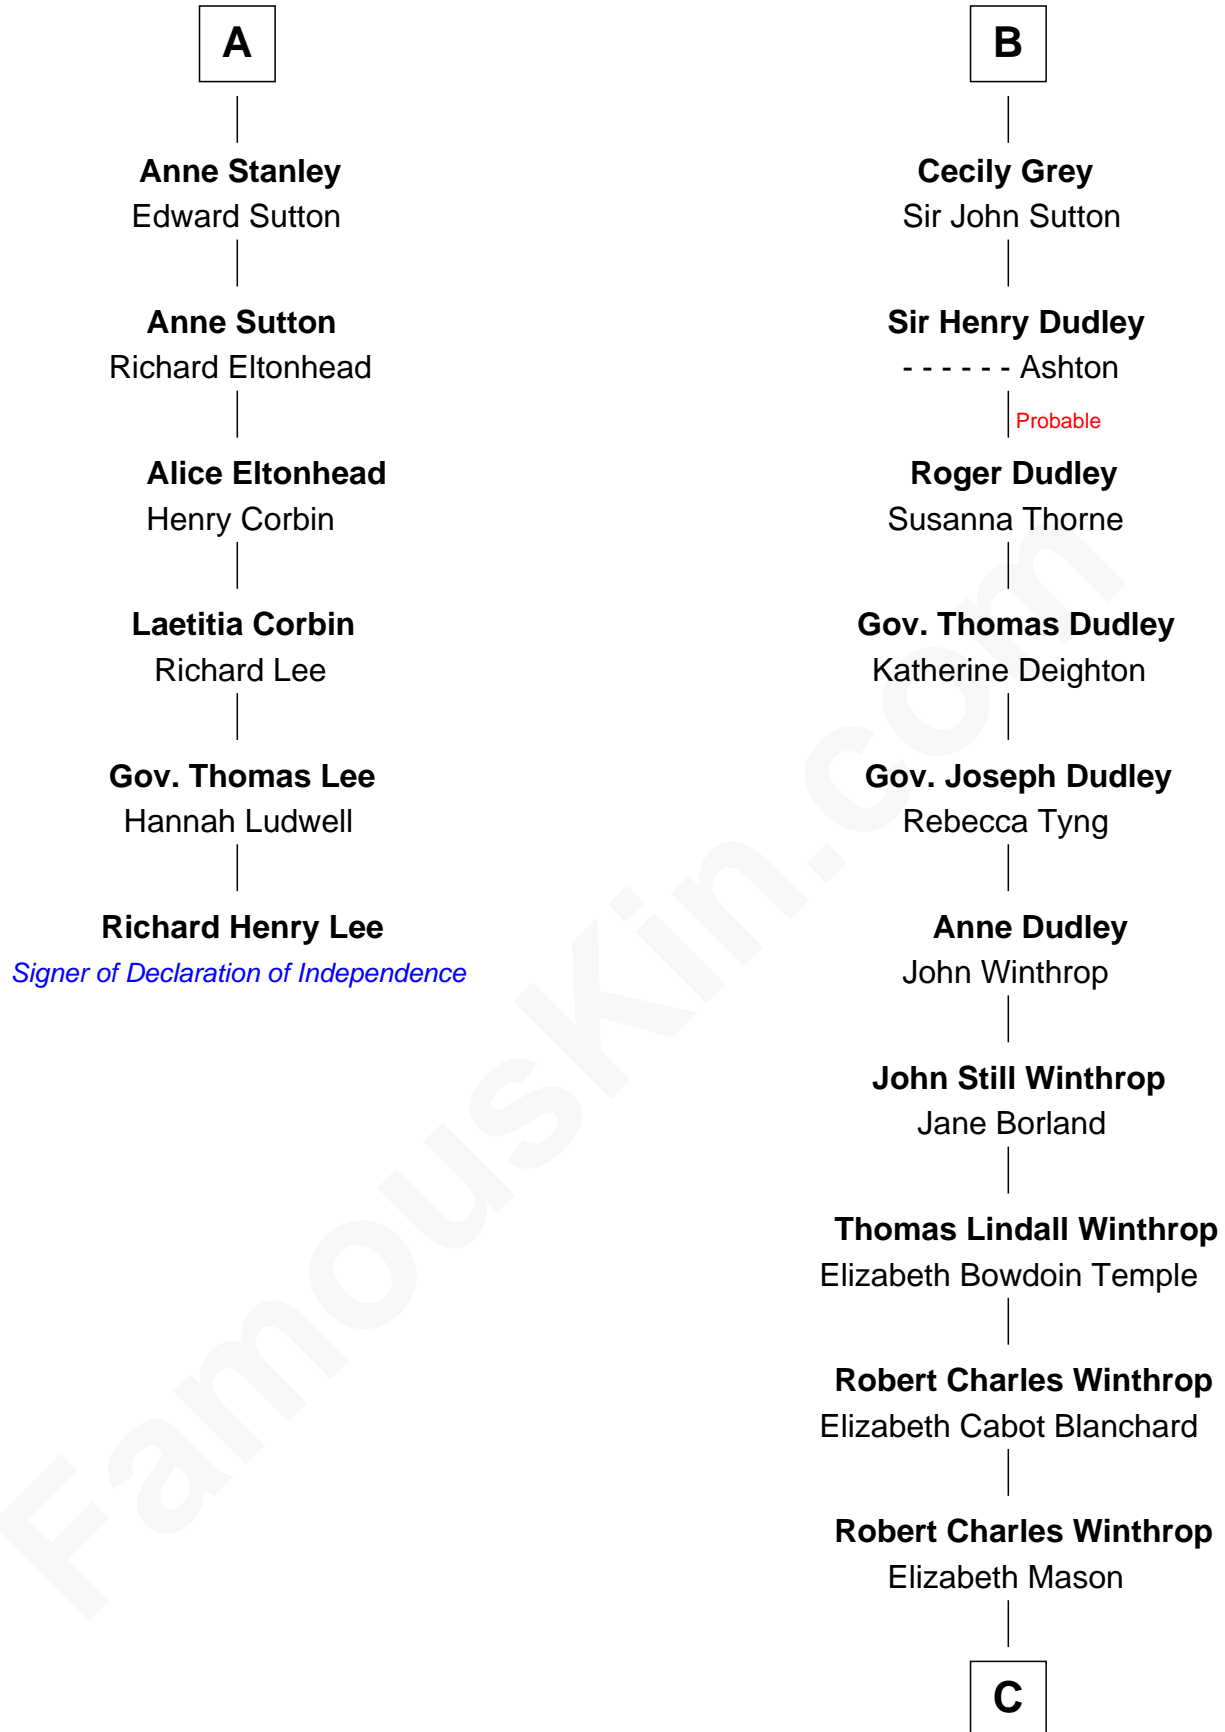 A
Anne Stanley
Edward Sutton
Anne Sutton
Richard Eltonhead
Alice Eltonhead
Henry Corbin
Laetitia Corbin
Richard Lee
Gov. Thomas Lee
Hannah Ludwell
Richard Henry Lee
Signer of Declaration of Independence
B
Cecily Grey
Sir John Sutton
Sir Henry Dudley
- - - - - - Ashton
Probable
Roger Dudley
Susanna Thorne
Gov. Thomas Dudley
Katherine Deighton
Gov. Joseph Dudley
Rebecca Tyng
Anne Dudley
John Winthrop
John Still Winthrop
Jane Borland
Thomas Lindall Winthrop
Elizabeth Bowdoin Temple
Robert Charles Winthrop
Elizabeth Cabot Blanchard
Robert Charles Winthrop
Elizabeth Mason
C
FamousKin.com